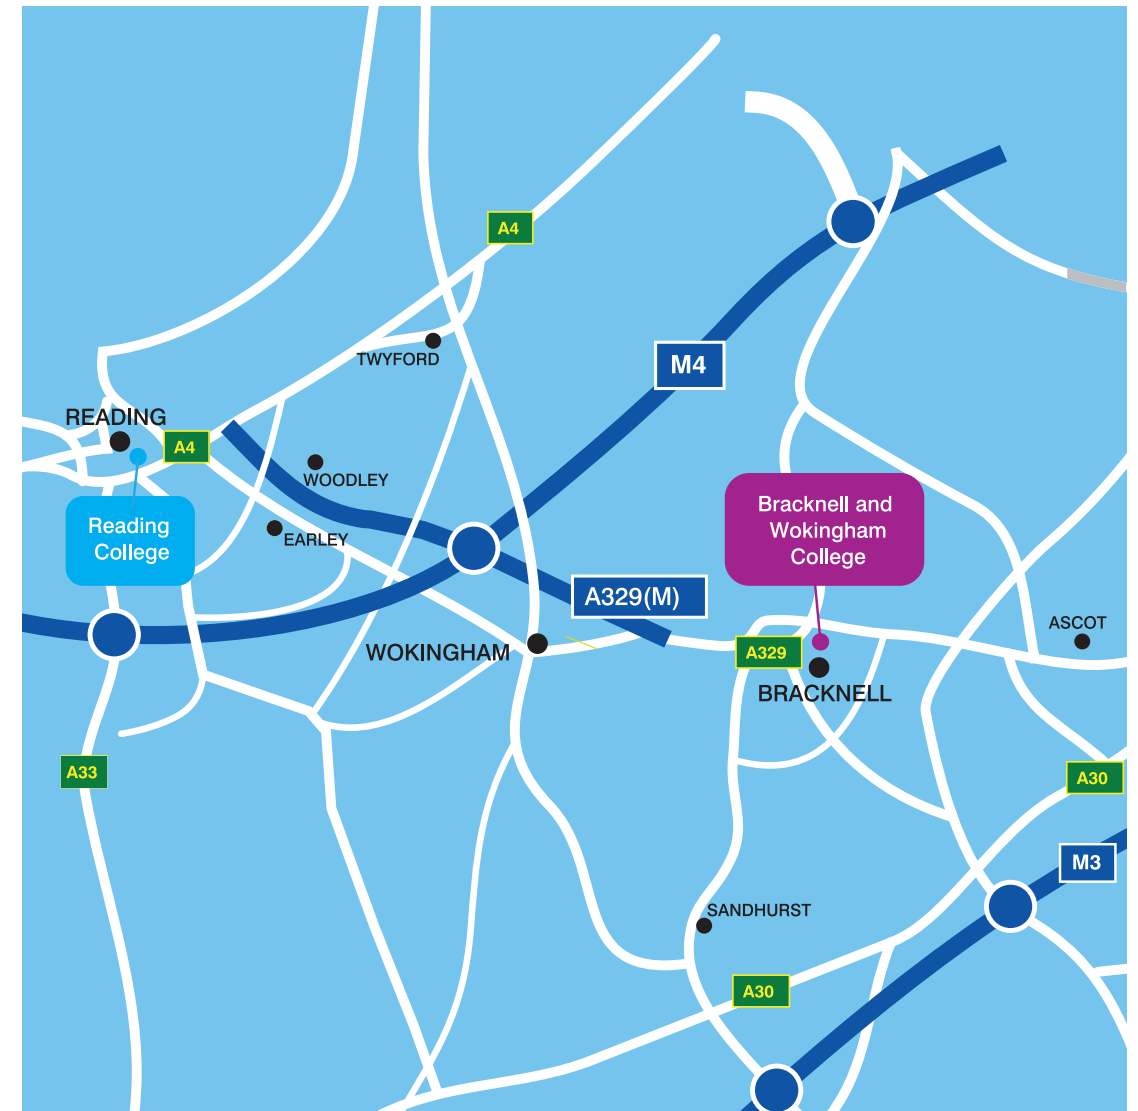 A4
TWYFORD
M4
READING
A4
WOODLEY
Reading
College
EARLEY
Bracknell and
Wokingham
College
A329(M)
ASCOT
WOKINGHAM
A329
BRACKNELL
A33
A30
M3
SANDHURST
A30